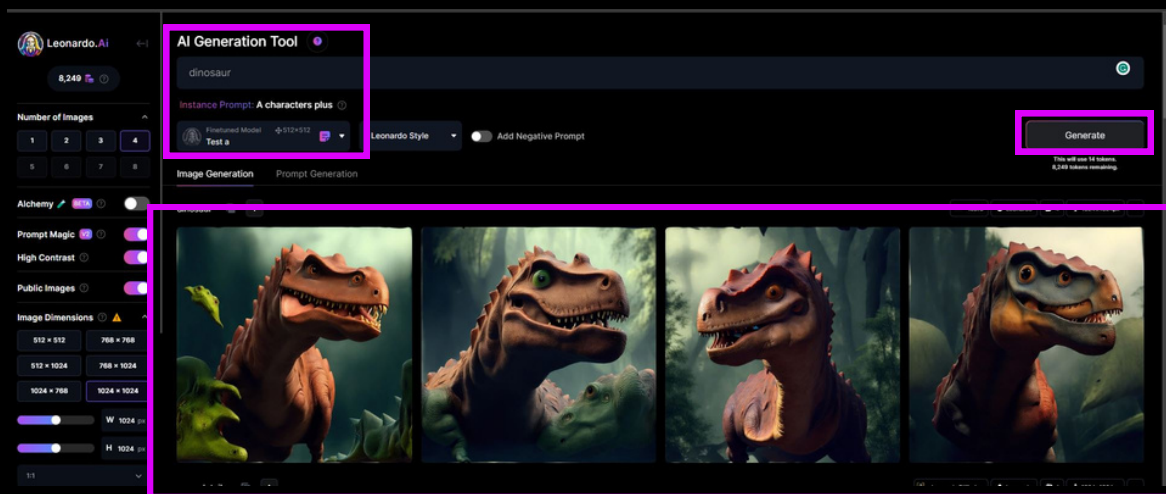 Leonardo.Ai
8,249
Number of Images
1 2 3 4
5 6 7 8
Alchemy BETA
Prompt Magic V2
High Contrast
Public Images
Image Dimensions
512 × 512 768 × 768
512 × 1024 768 × 1024
1024 × 768 1024 × 1024
W 1024 px
H 1024 px
1:1
AI Generation Tool
dinosaur
Instance Prompt: A characters plus
Finetuned Model 512×512
Test a
Leonardo Style
Add Negative Prompt
Generate
This will use 14 tokens.
8,249 tokens remaining.
Image Generation Prompt Generation